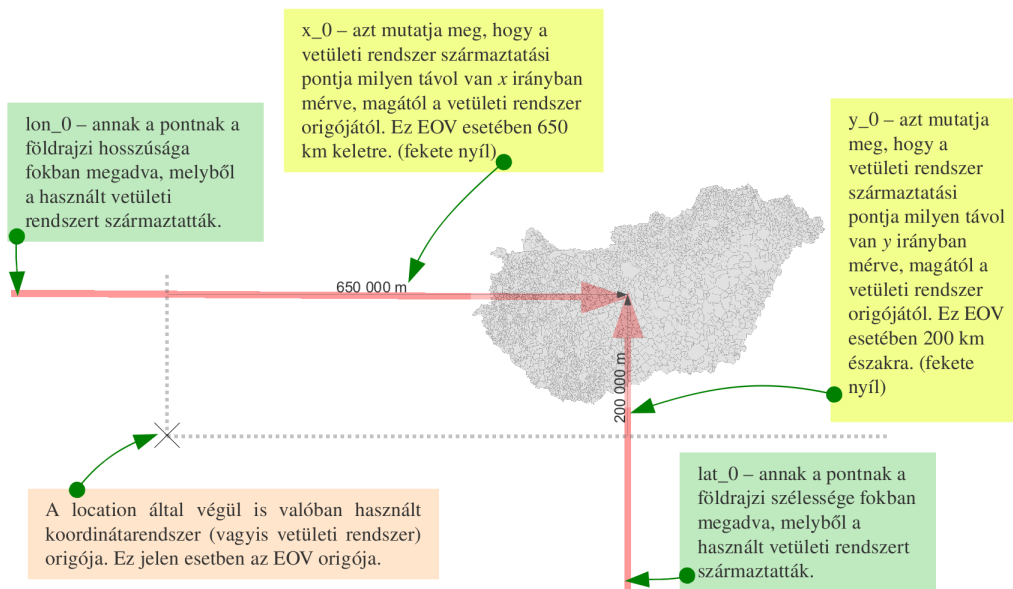 x_0 – azt mutatja meg, hogy a
vetületi rendszer származtatási
pontja milyen távol van x irányban
mérve, magától a vetületi rendszer
origójától. Ez EOV esetében 650
km keletre. (fekete nyíl)
lon_0 – annak a pontnak a
földrajzi hosszúsága
fokban megadva, melyből
a használt vetületi
rendszert származtatták.
y_0 – azt mutatja
meg, hogy a
vetületi rendszer
származtatási
pontja milyen távol
van y irányban
mérve, magától a
vetületi rendszer
origójától. Ez EOV
esetében 200 km
északra. (fekete
nyíl)
650 000 m
200 000 m
A location által végül is valóban használt
koordinátarendszer (vagyis vetületi rendszer)
origója. Ez jelen esetben az EOV origója.
lat_0 – annak a pontnak a
földrajzi szélessége fokban
megadva, melyből a
használt vetületi rendszert
származtatták.